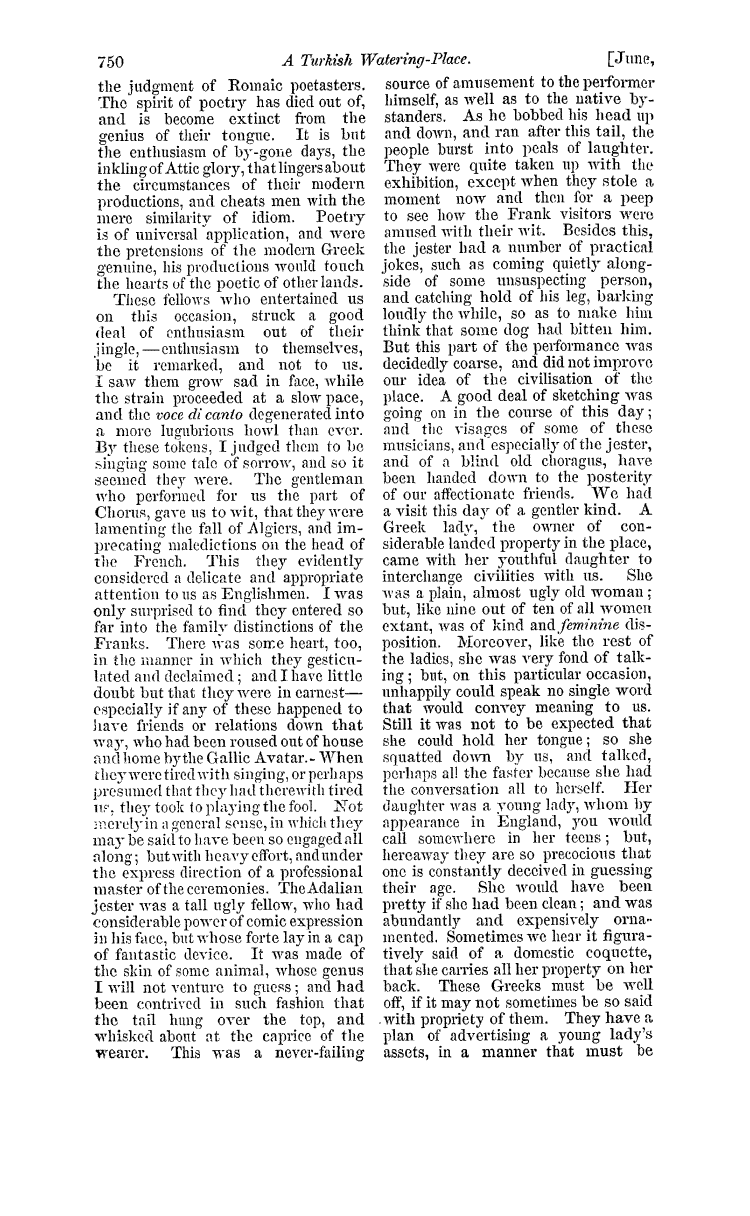 750 A Turkish Watering-Place. [June,
the judgment of Romaic poetasters.
The spirit of poetry has died out of,
and is become extinct from the
genius of their tongue. It is but
the enthusiasm of by-gone days, the
inkling of Attic glory, that lingers about
the circumstances of their modern
productions, and cheats men with the
mere similarity of idiom. Poetry
is of universal application, and were
the pretensions of the modern Greek
genuine, his productions would touch
the hearts of the poetic of other lands.
These fellows who entertained us
on this occasion, struck a good
deal of enthusiasm out of their
jingle,—enthusiasm to themselves,
be it remarked, and not to us.
I saw them grow sad in face, while
the strain proceeded at a slow pace,
and the voce di canto degenerated into
a more lugubrious howl than ever.
By these tokens, I judged them to be
singing some tale of sorrow, and so it
seemed they were. The gentleman
who performed for us the part of
Chorus, gave us to wit, that they were
lamenting the fall of Algiers, and im-
precating maledictions on the head of
the French. This they evidently
considered a delicate and appropriate
attention to us as Englishmen. I was
only surprised to find they entered so
far into the family distinctions of the
Franks. There was some heart, too,
in the manner in which they gesticu-
lated and declaimed; and I have little
doubt but that they were in earnest—
especially if any of these happened to
have friends or relations down that
way, who had been roused out of house
and home by the Gallic Avatar. When
they were tired with singing, or perhaps
presumed that they had therewith tired
us, they took to playing the fool. Not
merely in a general sense, in which they
may be said to have been so engaged all
along; but with heavy effort, and under
the express direction of a professional
master of the ceremonies. The Adalian
jester was a tall ugly fellow, who had
considerable power of comic expression
in his face, but whose forte lay in a cap
of fantastic device. It was made of
the skin of some animal, whose genus
I will not venture to guess; and had
been contrived in such fashion that
the tail hung over the top, and
whisked about at the caprice of the
wearer. This was a never-failing
source of amusement to the performer
himself, as well as to the native by-
standers. As he bobbed his head up
and down, and ran after this tail, the
people burst into peals of laughter.
They were quite taken up with the
exhibition, except when they stole a
moment now and then for a peep
to see how the Frank visitors were
amused with their wit. Besides this,
the jester had a number of practical
jokes, such as coming quietly along-
side of some unsuspecting person,
and catching hold of his leg, barking
loudly the while, so as to make him
think that some dog had bitten him.
But this part of the performance was
decidedly coarse, and did not improve
our idea of the civilisation of the
place. A good deal of sketching was
going on in the course of this day;
and the visages of some of these
musicians, and especially of the jester,
and of a blind old choragus, have
been handed down to the posterity
of our affectionate friends. We had
a visit this day of a gentler kind. A
Greek lady, the owner of con-
siderable landed property in the place,
came with her youthful daughter to
interchange civilities with us. She
was a plain, almost ugly old woman;
but, like nine out of ten of all women
extant, was of kind and feminine dis-
position. Moreover, like the rest of
the ladies, she was very fond of talk-
ing; but, on this particular occasion,
unhappily could speak no single word
that would convey meaning to us.
Still it was not to be expected that
she could hold her tongue; so she
squatted down by us, and talked,
perhaps all the faster because she had
the conversation all to herself. Her
daughter was a young lady, whom by
appearance in England, you would
call somewhere in her teens; but,
hereaway they are so precocious that
one is constantly deceived in guessing
their age. She would have been
pretty if she had been clean; and was
abundantly and expensively orna-
mented. Sometimes we hear it figura-
tively said of a domestic coquette,
that she carries all her property on her
back. These Greeks must be well
off, if it may not sometimes be so said
with propriety of them. They have a
plan of advertising a young lady's
assets, in a manner that must be